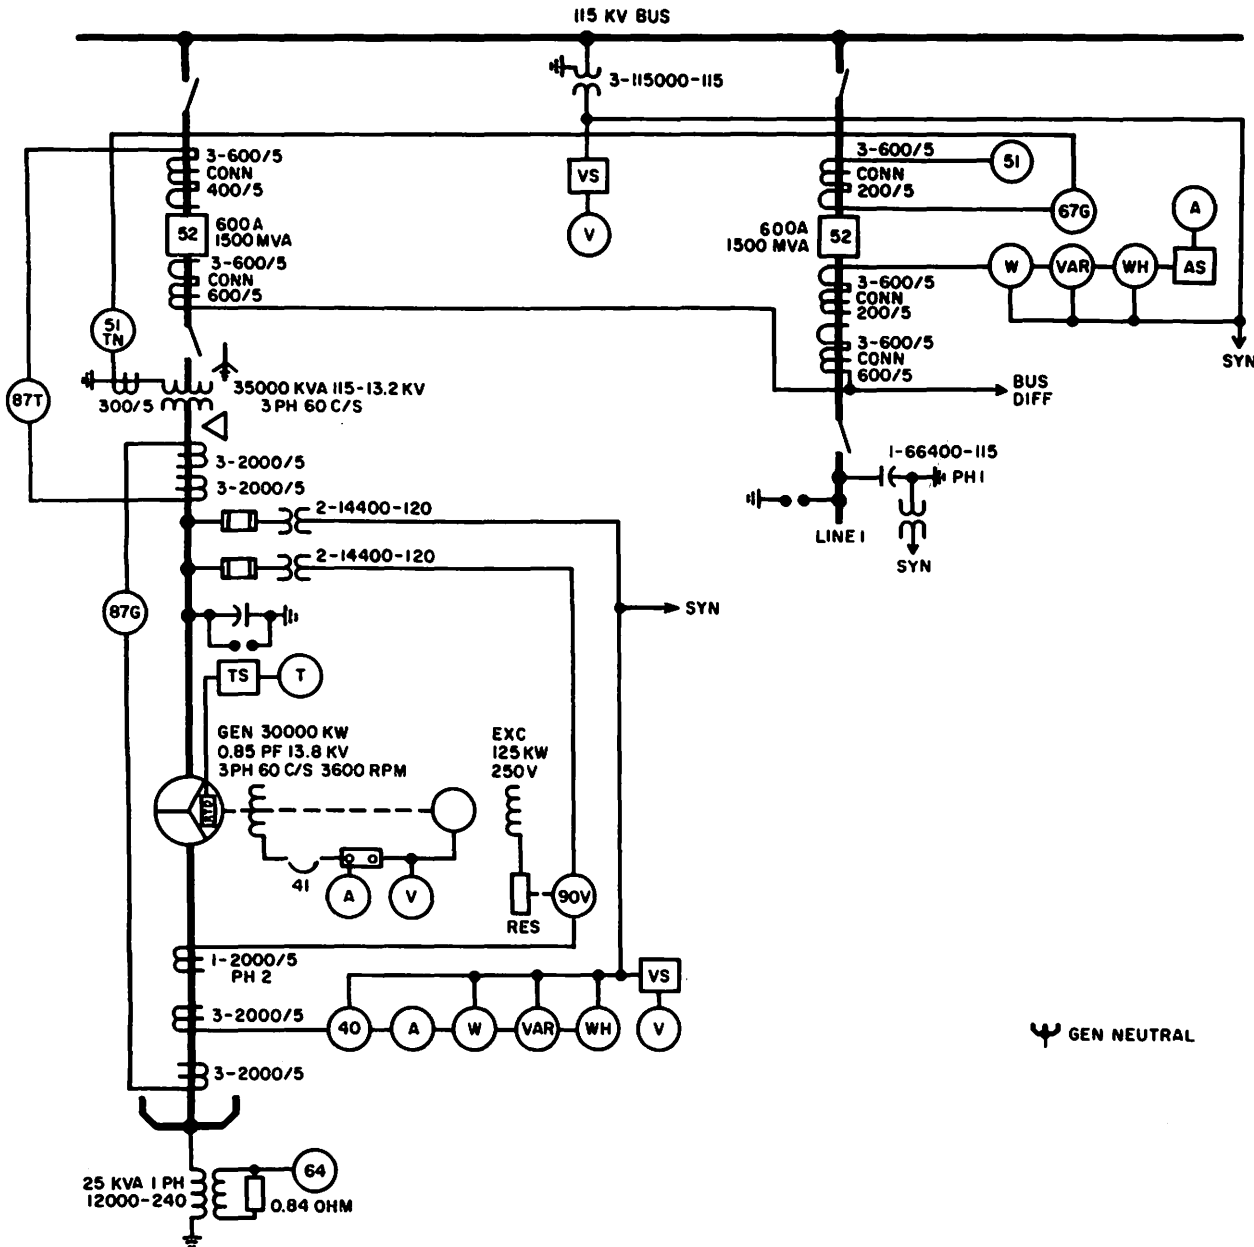 115 KV BUS
3-115000-115
3-600/5
CONN
400/5
52
600 A
1500 MVA
3-600/5
CONN
600/5
VS
V
3-600/5
CONN
200/5
51
67G
A
600A
1500 MVA
52
W
VAR
WH
AS
3-600/5
CONN
200/5
3-600/5
CONN
600/5
SYN
BUS
DIFF
51
TN
87T
300/5
35000 KVA 115-13.2 KV
3 PH 60 C/S
3-2000/5
3-2000/5
1-66400-115
PH I
LINE I
SYN
2-14400-120
2-14400-120
SYN
87G
TS
T
GEN 30000 KW
0.85 PF 13.8 KV
3PH 60 C/S 3600 RPM
EXC
125 KW
250V
RYD
41
A
V
RES
90V
1-2000/5
PH 2
VS
3-2000/5
40
A
W
VAR
WH
V
3-2000/5
GEN NEUTRAL
25 KVA 1 PH
12000-240
64
0.84 OHM